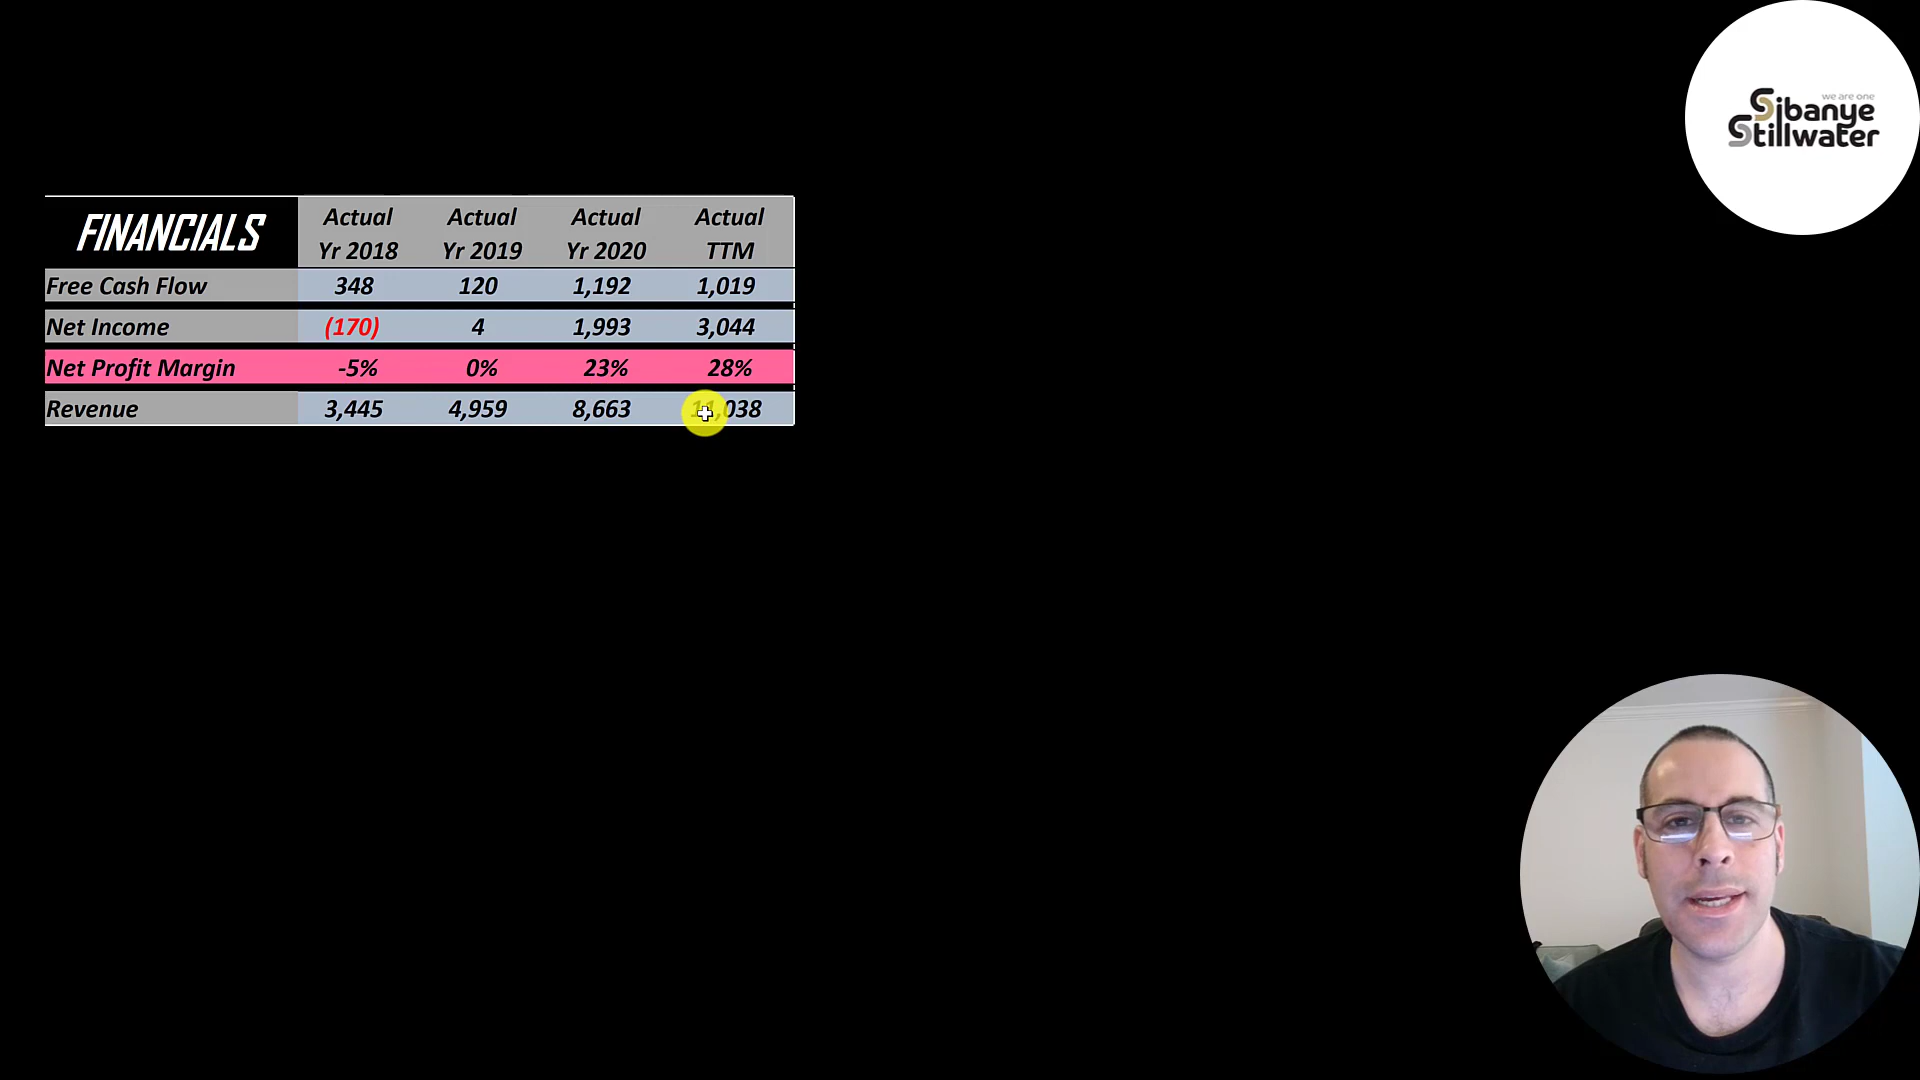 we are one
Sibanye
Stillwater
FINANCIALS Actual Yr 2018 Actual Yr 2019 Actual Yr 2020 Actual TTM
Free Cash Flow 348 120 1,192 1,019
Net Income (170) 4 1,993 3,044
Net Profit Margin -5% 0% 23% 28%
Revenue 3,445 4,959 8,663 11,038